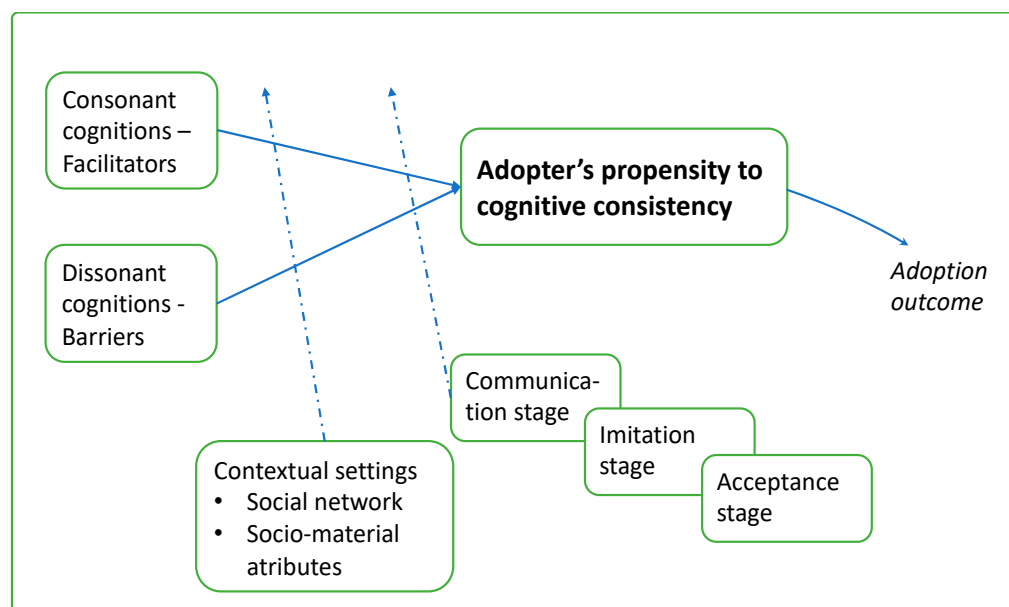 Consonant
cognitions –
Facilitators
Adopter's propensity to
cognitive consistency
Dissonant
cognitions -
Barriers
Adoption
outcome
Communica-
tion stage
Imitation
stage
Acceptance
stage
Contextual settings
• Social network
• Socio-material
atributes